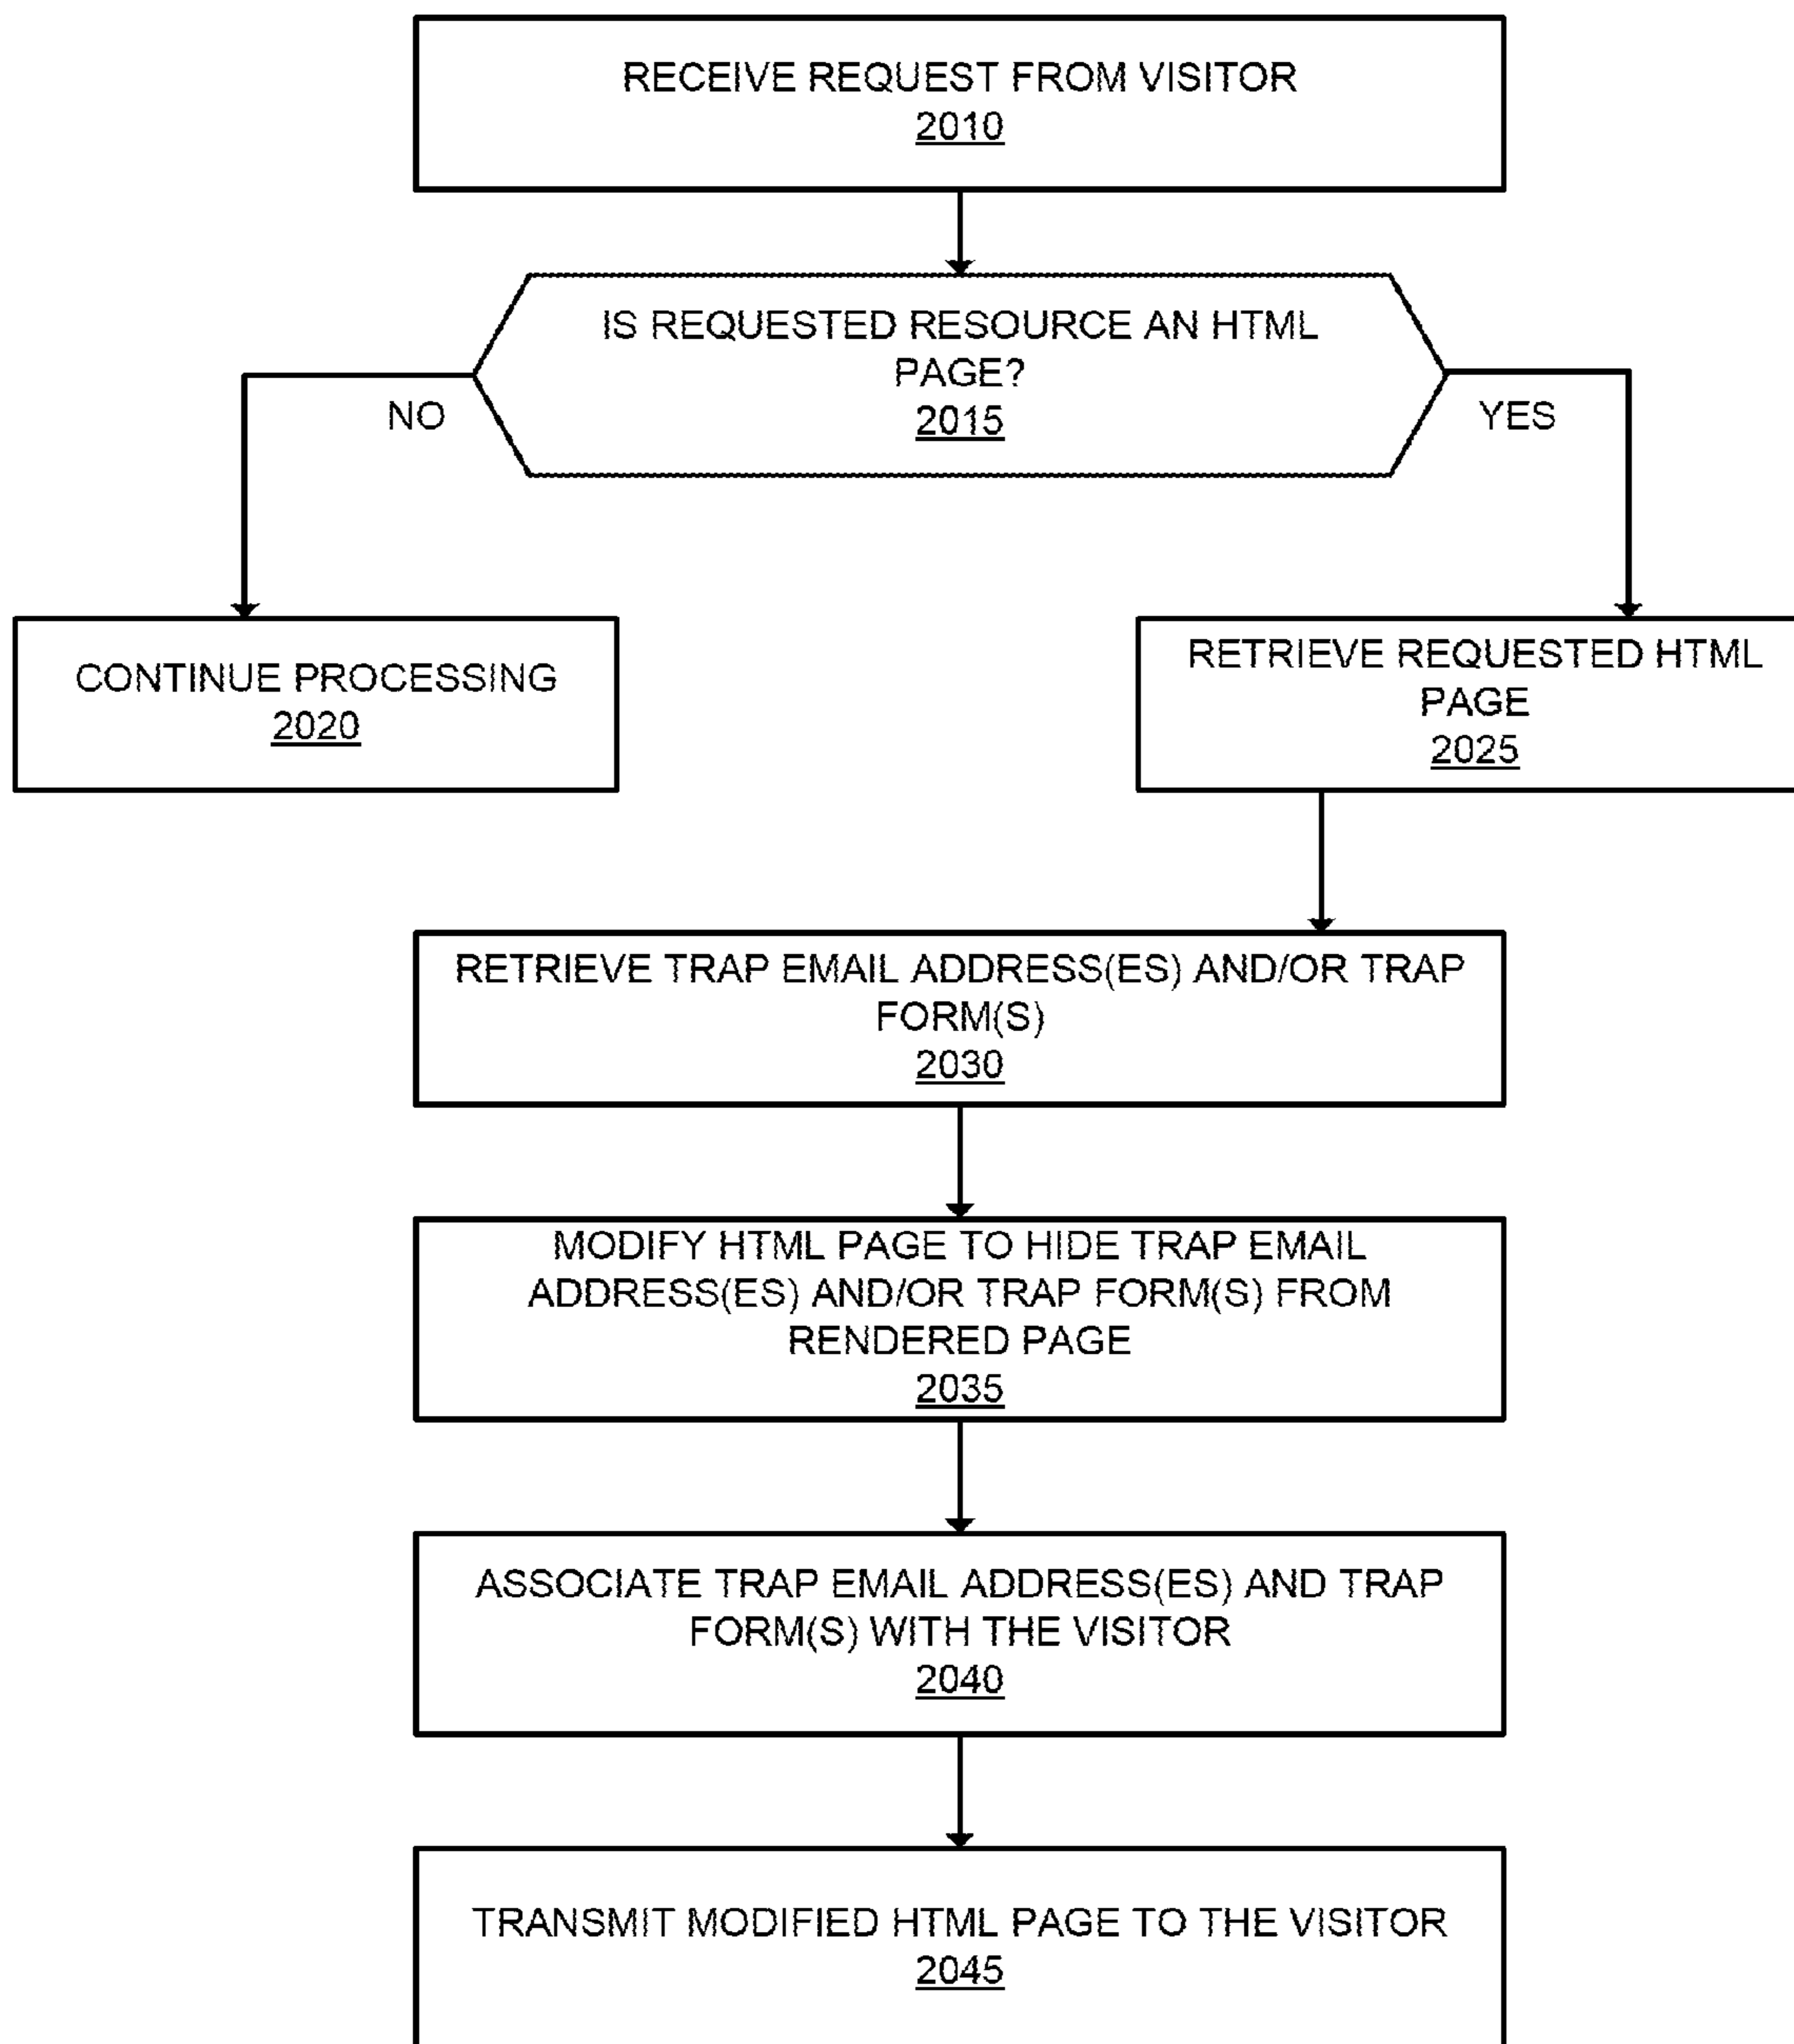 RECEIVE REQUEST FROM VISITOR
2010
IS REQUESTED RESOURCE AN HTML
PAGE?
2015
NO
YES
CONTINUE PROCESSING
2020
RETRIEVE REQUESTED HTML
PAGE
2025
RETRIEVE TRAP EMAIL ADDRESS(ES) AND/OR TRAP
FORM(S)
2030
MODIFY HTML PAGE TO HIDE TRAP EMAIL
ADDRESS(ES) AND/OR TRAP FORM(S) FROM
RENDERED PAGE
2035
ASSOCIATE TRAP EMAIL ADDRESS(ES) AND TRAP
FORM(S) WITH THE VISITOR
2040
TRANSMIT MODIFIED HTML PAGE TO THE VISITOR
2045